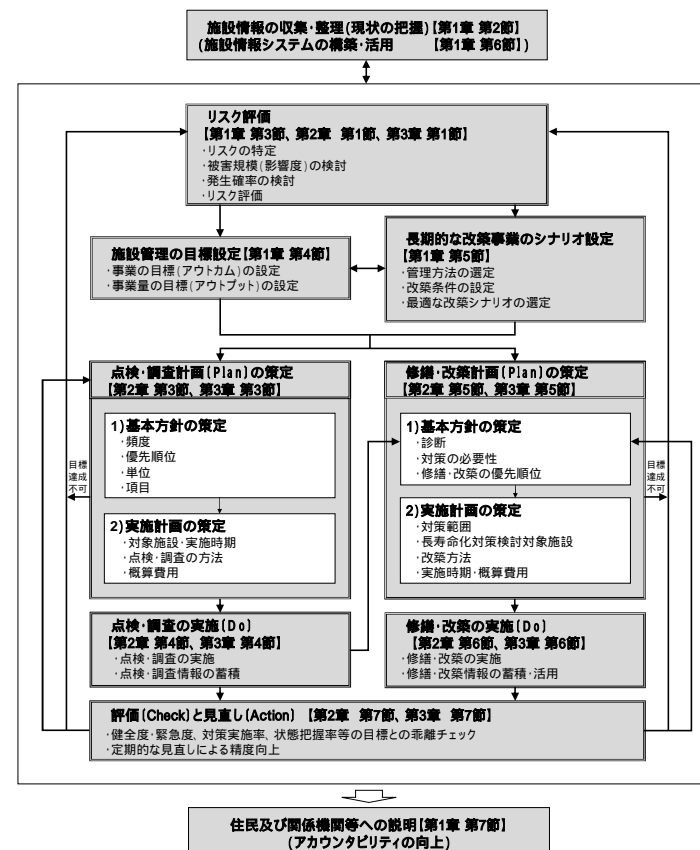 施設情報の収集・整理(現状の把握)【第1章 第2節】
(施設情報システムの構築・活用 【第1章 第6節】)
リスク評価
【第1章 第3節、第2章 第1節、第3章 第1節】
・リスクの特定
・被害規模(影響度)の検討
・発生確率の検討
・リスク評価
施設管理の目標設定【第1章 第4節】
・事業の目標(アウトカム)の設定
・事業量の目標(アウトプット)の設定
長期的な改築事業のシナリオ設定
【第1章 第5節】
・管理方法の選定
・改築条件の設定
・最適な改築シナリオの選定
点検・調査計画(Plan)の策定
【第2章 第3節、第3章 第3節】
1)基本方針の策定
・頻度
・優先順位
・単位
・項目
2)実施計画の策定
・対象施設・実施時期
・点検・調査の方法
・概算費用
目標
達成
不可
修繕・改築計画(Plan)の策定
【第2章 第5節、第3章 第5節】
1)基本方針の策定
・診断
・対策の必要性
・修繕・改築の優先順位
2)実施計画の策定
・対策範囲
・長寿命化対策検討対象施設
・改築方法
・実施時期・概算費用
目標
達成
不可
点検・調査の実施(Do)
【第2章 第4節、第3章 第4節】
・点検・調査の実施
・点検・調査情報の蓄積
修繕・改築の実施(Do)
【第2章 第6節、第3章 第6節】
・修繕・改築の実施
・修繕・改築情報の蓄積・活用
評価(Check)と見直し(Action) 【第2章 第7節、第3章 第7節】
・健全度・緊急度、対策実施率、状態把握率等の目標との乖離チェック
・定期的な見直しによる精度向上
住民及び関係機関等への説明【第1章 第7節】
(アカウンタビリティの向上)